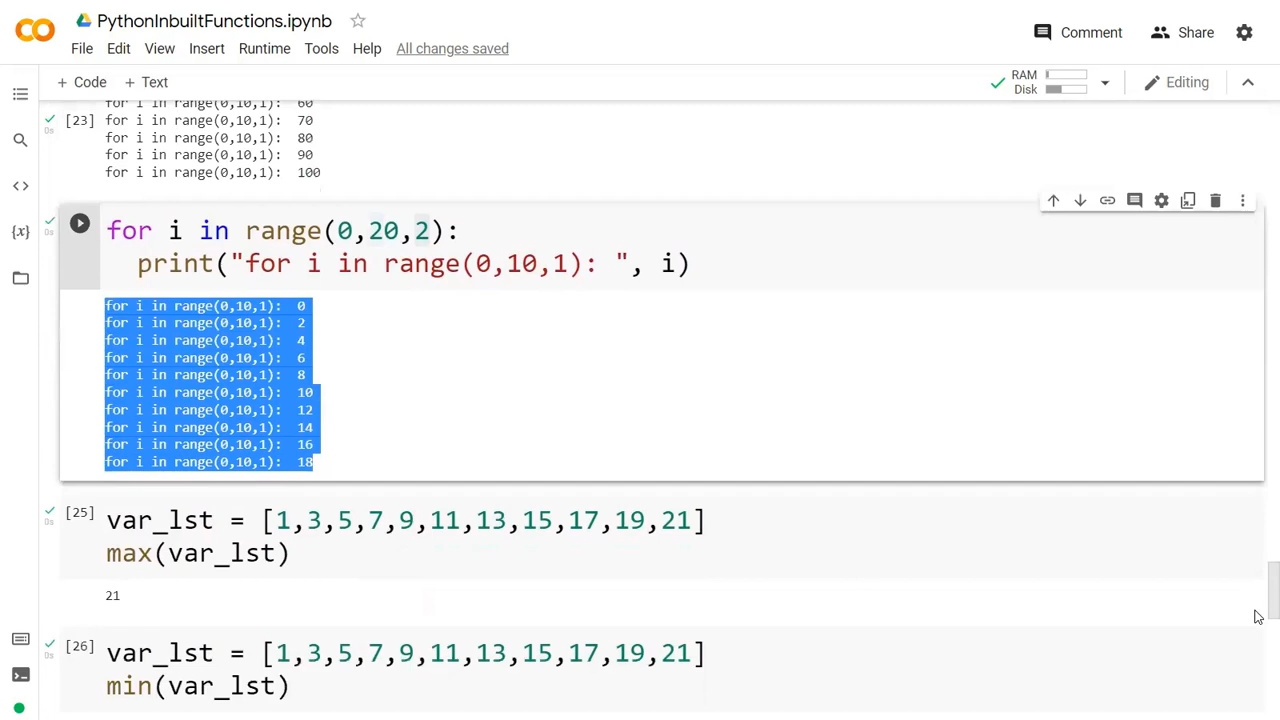 PythonInbuiltFunctions.ipynb
File Edit View Insert Runtime Tools Help All changes saved
Comment Share
+ Code + Text
RAM
Disk
Editing
for i in range(0,10,1):  60
[23] for i in range(0,10,1):  70
for i in range(0,10,1):  80
for i in range(0,10,1):  90
for i in range(0,10,1):  100
for i in range(0,20,2):
  print("for i in range(0,10,1): ", i)
for i in range(0,10,1):  0
for i in range(0,10,1):  2
for i in range(0,10,1):  4
for i in range(0,10,1):  6
for i in range(0,10,1):  8
for i in range(0,10,1):  10
for i in range(0,10,1):  12
for i in range(0,10,1):  14
for i in range(0,10,1):  16
for i in range(0,10,1):  18
[25] var_lst = [1,3,5,7,9,11,13,15,17,19,21]
max(var_lst)
21
[26] var_lst = [1,3,5,7,9,11,13,15,17,19,21]
min(var_lst)
0s
0s
0s
0s
{x}